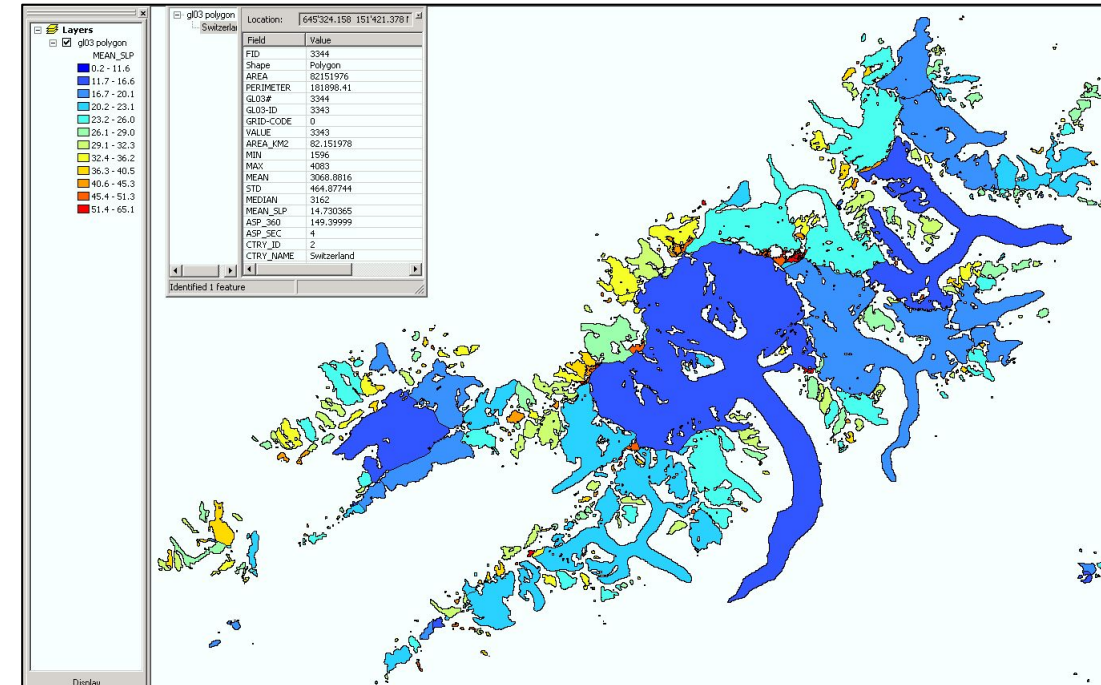 Layers
gl03 polygon
MEAN_SLP
0.2 - 11.6
11.7 - 16.6
16.7 - 20.1
20.2 - 23.1
23.2 - 26.0
26.1 - 29.0
29.1 - 32.3
32.4 - 36.2
36.3 - 40.5
40.6 - 45.3
45.4 - 51.3
51.4 - 65.1
Display
gl03 polygon
Switzerla
Location: 645'324.158 151'421.378
Field Value
FID 3344
Shape Polygon
AREA 82151976
PERIMETER 181898.41
GL03# 3344
GL03-ID 3343
GRID-CODE 0
VALUE 3343
AREA_KM2 82.151978
MIN 1596
MAX 4083
MEAN 3068.8816
STD 464.87744
MEDIAN 3162
MEAN_SLP 14.730365
ASP_360 149.39999
ASP_SEC 4
CTRY_ID 2
CTRY_NAME Switzerland
Identified 1 feature